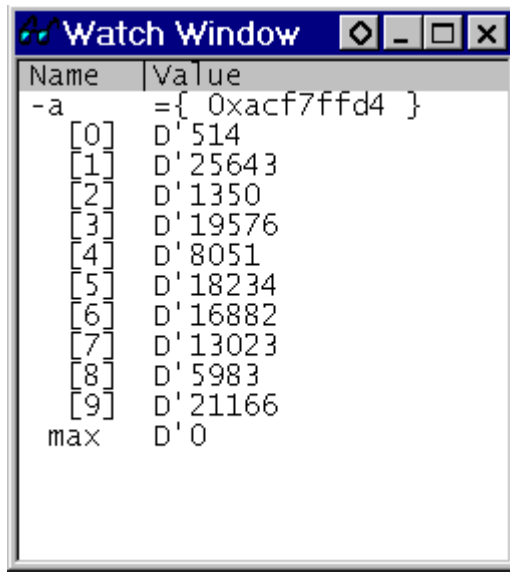 Watch Window
Name Value
-a ={ 0xacf7ffd4 }
[0] D'514
[1] D'25643
[2] D'1350
[3] D'19576
[4] D'8051
[5] D'18234
[6] D'16882
[7] D'13023
[8] D'5983
[9] D'21166
max D'0